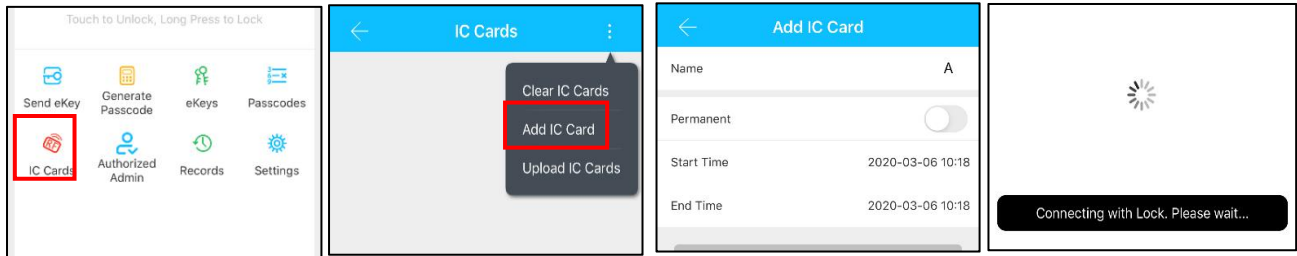 Touch to Unlock, Long Press to Lock
Send eKey
Generate
Passcode
eKeys
Passcodes
RF
IC Cards
Authorized
Admin
Records
Settings
IC Cards
Clear IC Cards
Add IC Card
Upload IC Cards
Add IC Card
Name A
Permanent
Start Time 2020-03-06 10:18
End Time 2020-03-06 10:18
Connecting with Lock. Please wait...